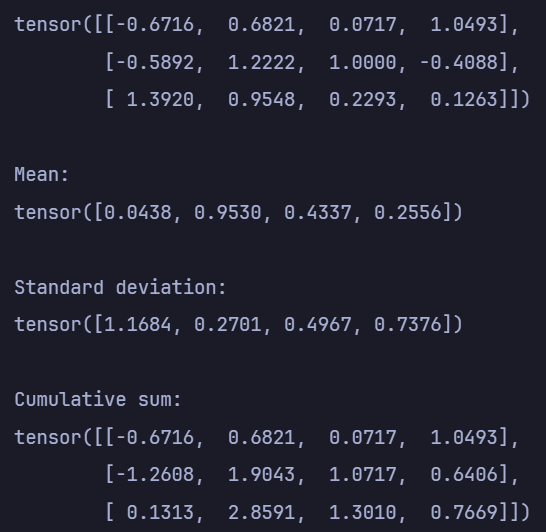 tensor([[-0.6716,  0.6821,  0.0717,  1.0493],
        [-0.5892,  1.2222,  1.0000, -0.4088],
        [ 1.3920,  0.9548,  0.2293,  0.1263]])

Mean:
tensor([0.0438, 0.9530, 0.4337, 0.2556])

Standard deviation:
tensor([1.1684, 0.2701, 0.4967, 0.7376])

Cumulative sum:
tensor([[-0.6716,  0.6821,  0.0717,  1.0493],
        [-1.2608,  1.9043,  1.0717,  0.6406],
        [ 0.1313,  2.8591,  1.3010,  0.7669]])